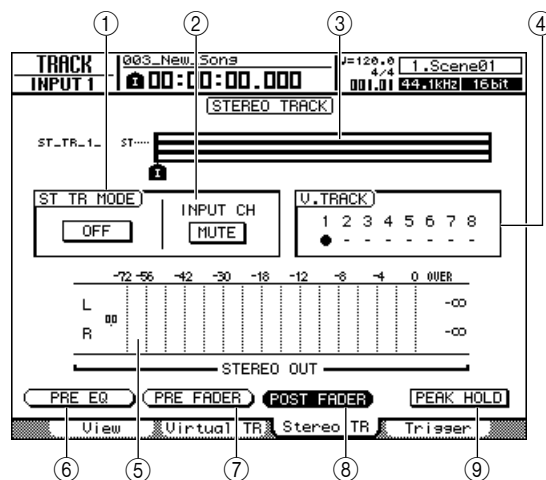 ① ② ③ ④
TRACK 003_New_Song ♩=120.0 4/4 1.Scene01
INPUT 1 00:00:00.000 001.01 44.1kHz 16bit
STEREO TRACK
ST_TR_1_ ST·····
I
ST TR MODE V.TRACK
INPUT CH 1 2 3 4 5 6 7 8
OFF MUTE ● - - - - - - -
-72 -56 -42 -30 -18 -12 -8 -4 0 OVER
L -∞
00
R -∞
STEREO OUT
PRE EQ PRE FADER POST FADER PEAK HOLD
View Virtual TR Stereo TR Trigger
⑥ ⑤ ⑦ ⑧ ⑨